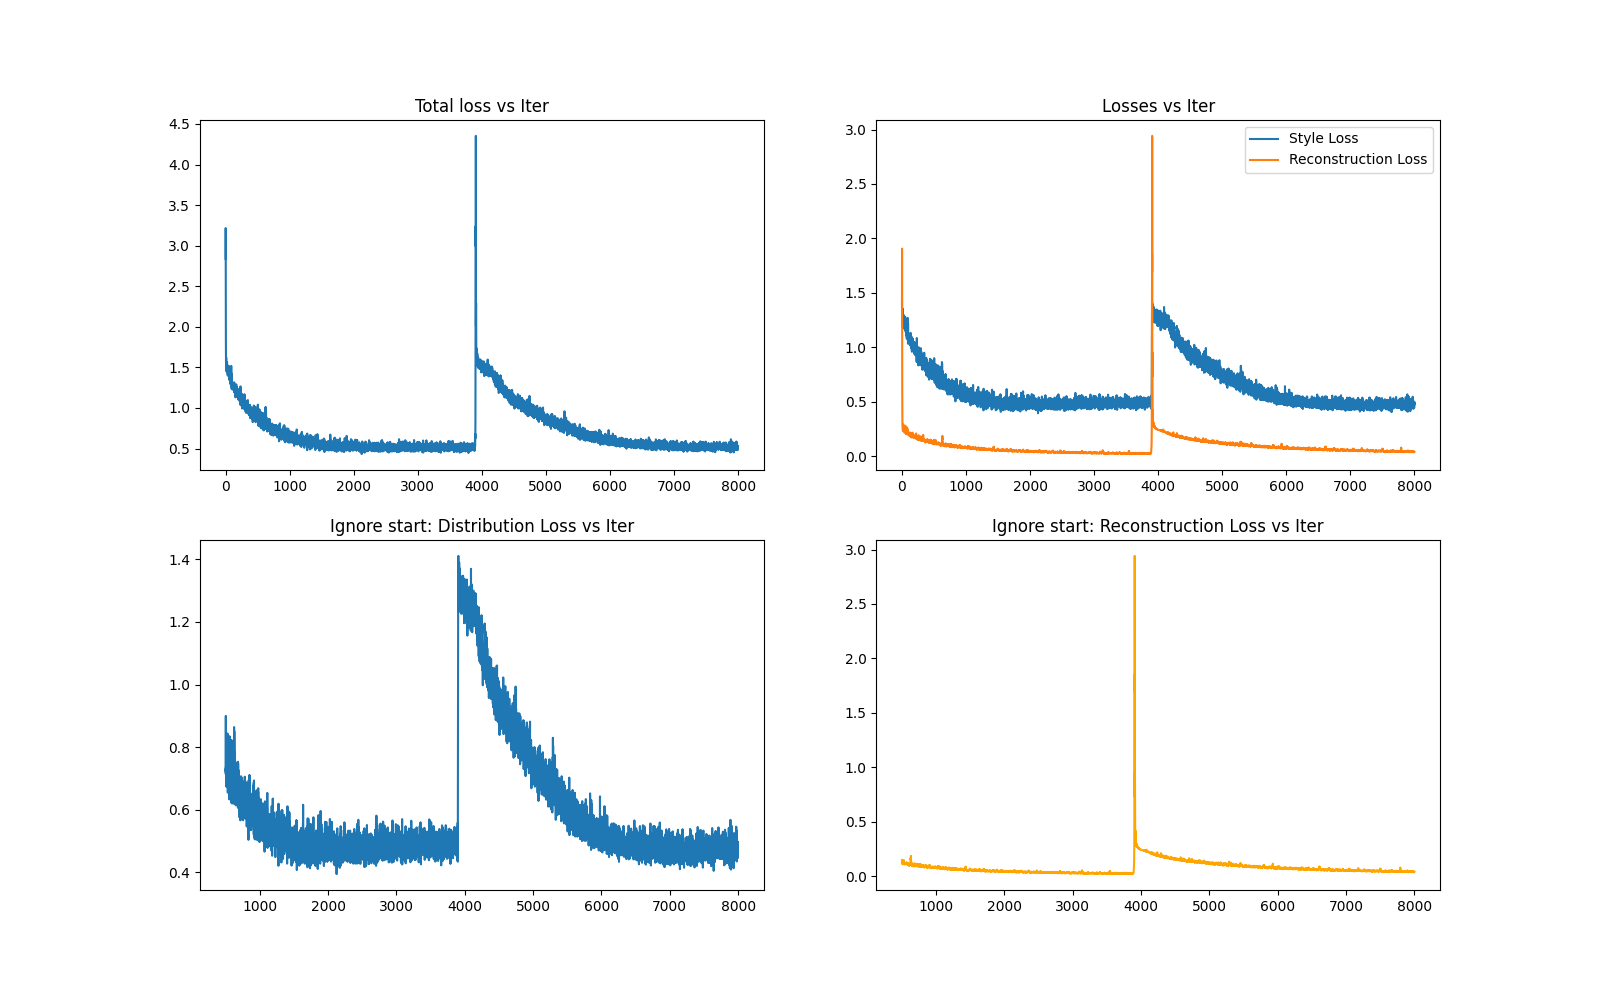 Total loss vs Iter
4.5
4.0
3.5
3.0
2.5
2.0
1.5
1.0
0.5
0 1000 2000 3000 4000 5000 6000 7000 8000
Losses vs Iter
Style Loss
Reconstruction Loss
3.0
2.5
2.0
1.5
1.0
0.5
0.0
0 1000 2000 3000 4000 5000 6000 7000 8000
Ignore start: Distribution Loss vs Iter
1.4
1.2
1.0
0.8
0.6
0.4
1000 2000 3000 4000 5000 6000 7000 8000
Ignore start: Reconstruction Loss vs Iter
3.0
2.5
2.0
1.5
1.0
0.5
0.0
1000 2000 3000 4000 5000 6000 7000 8000